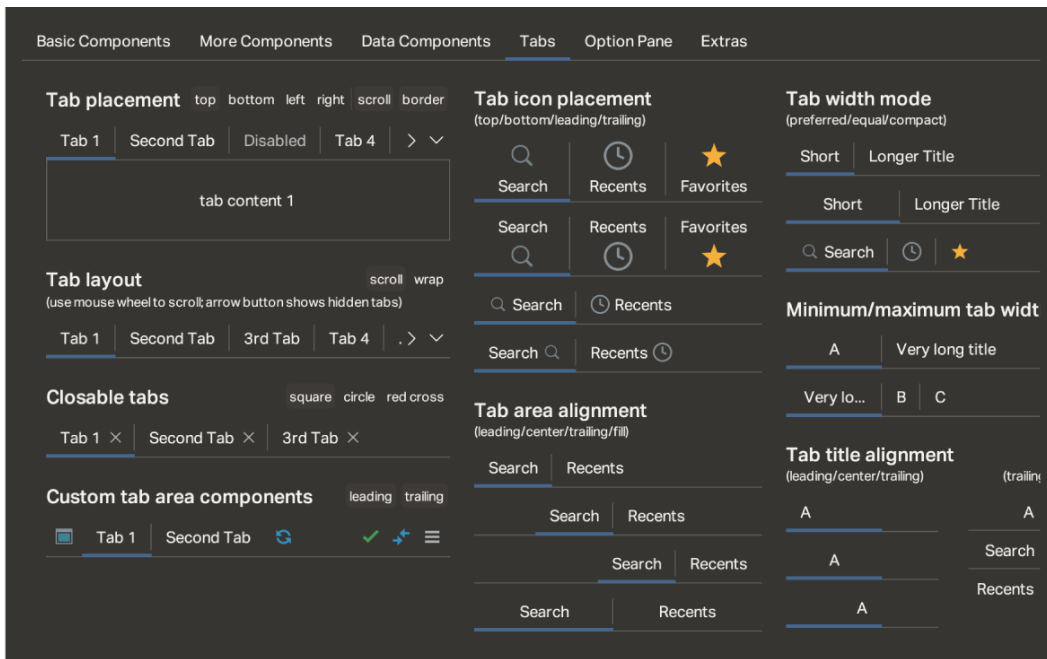 Basic Components More Components Data Components Tabs Option Pane Extras
Tab placement top bottom left right scroll border
Tab 1 Second Tab Disabled Tab 4
tab content 1
Tab layout scroll wrap
(use mouse wheel to scroll; arrow button shows hidden tabs)
Tab 1 Second Tab 3rd Tab Tab 4 .
Closable tabs square circle red cross
Tab 1 Second Tab 3rd Tab
Custom tab area components leading trailing
Tab 1 Second Tab
Tab icon placement
(top/bottom/leading/trailing)
Search Recents Favorites
Search Recents Favorites
Search Recents
Search Recents
Tab area alignment
(leading/center/trailing/fill)
Search Recents
Search Recents
Search Recents
Search Recents
Tab width mode
(preferred/equal/compact)
Short Longer Title
Short Longer Title
Search
Minimum/maximum tab widt
A Very long title
Very lo... B C
Tab title alignment
(leading/center/trailing) (trailing
A A
A Search
A Recents